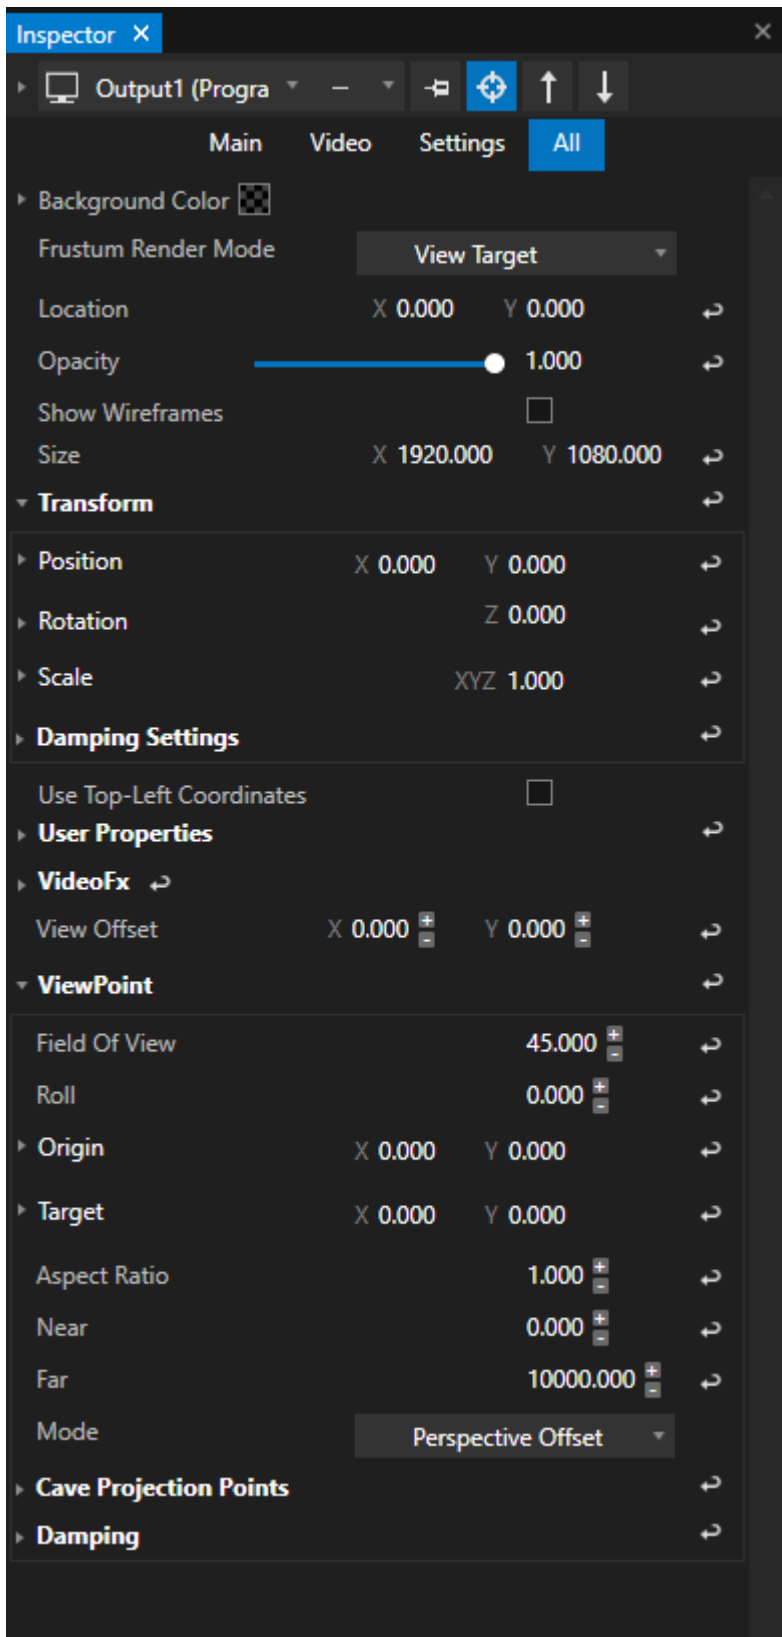 Inspector
Output1 (Progra –
Main Video Settings All
Background Color
Frustum Render Mode View Target
Location X 0.000 Y 0.000
Opacity 1.000
Show Wireframes
Size X 1920.000 Y 1080.000
Transform
Position X 0.000 Y 0.000
Rotation Z 0.000
Scale XYZ 1.000
Damping Settings
Use Top-Left Coordinates
User Properties
VideoFx
View Offset X 0.000 + - Y 0.000 + -
ViewPoint
Field Of View 45.000 + -
Roll 0.000 + -
Origin X 0.000 Y 0.000
Target X 0.000 Y 0.000
Aspect Ratio 1.000 + -
Near 0.000 + -
Far 10000.000 + -
Mode Perspective Offset
Cave Projection Points
Damping